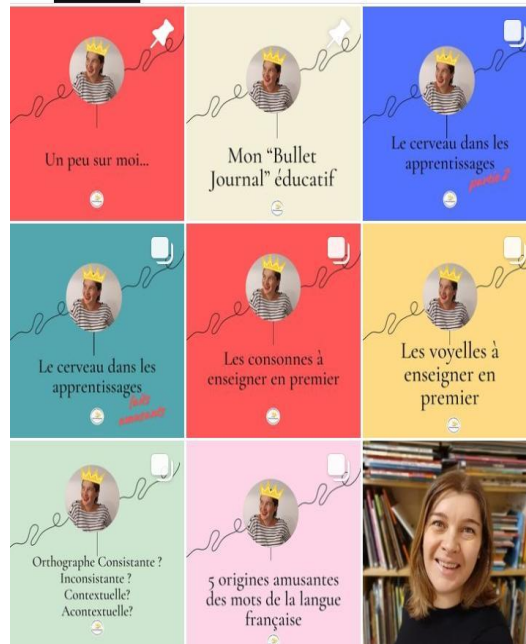 Un peu sur moi...
Mon “Bullet
Journal” éducatif
Le cerveau dans les
apprentissages
partie 2
Le cerveau dans les
apprentissages
faits
amusants
Les consonnes à
enseigner en premier
Les voyelles à
enseigner en
premier
Orthographe Consistante ?
Inconsistante ?
Contextuelle?
Acontextuelle?
5 origines amusantes
des mots de la langue
française